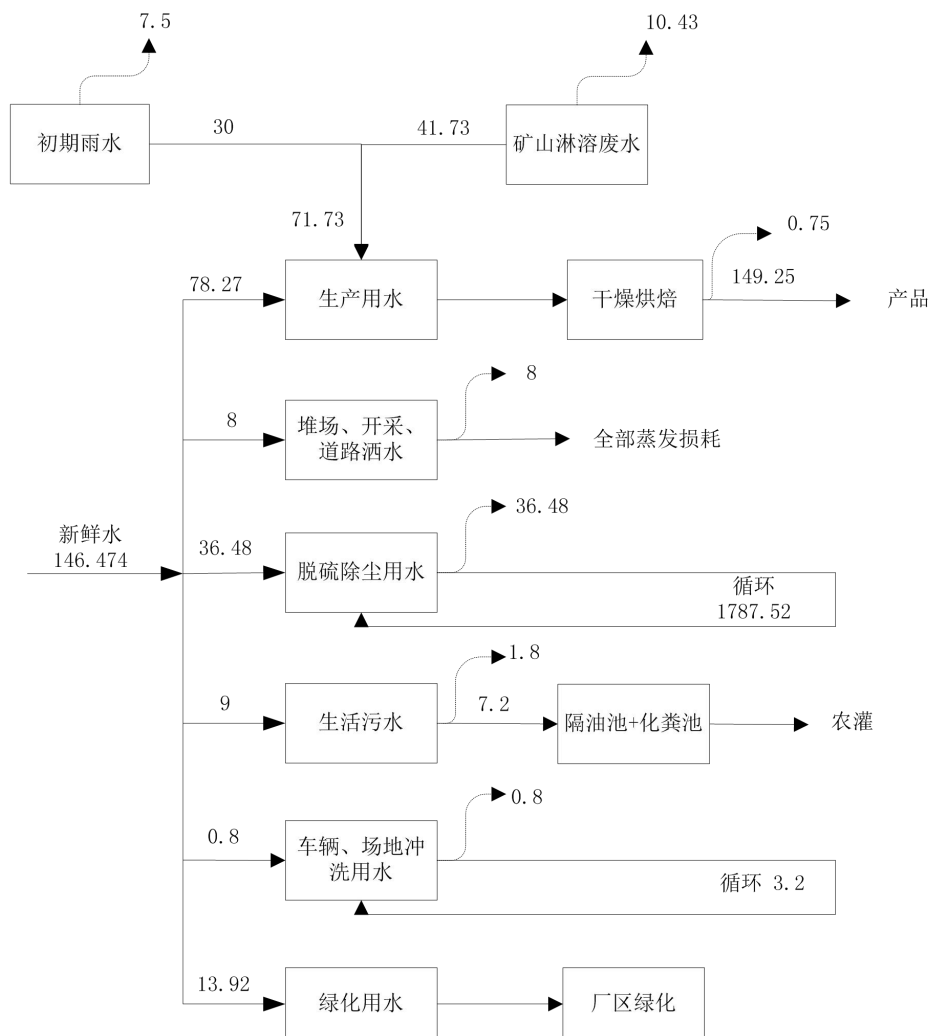 7.5
10.43
初期雨水
30
41.73
矿山淋溶废水
71.73
0.75
78.27
生产用水
干燥烘焙
149.25
产品
8
8
堆场、开采、
道路洒水
全部蒸发损耗
新鲜水
146.474
36.48
脱硫除尘用水
36.48
循环
1787.52
9
生活污水
1.8
7.2
隔油池+化粪池
农灌
0.8
车辆、场地冲
洗用水
0.8
循环 3.2
13.92
绿化用水
厂区绿化